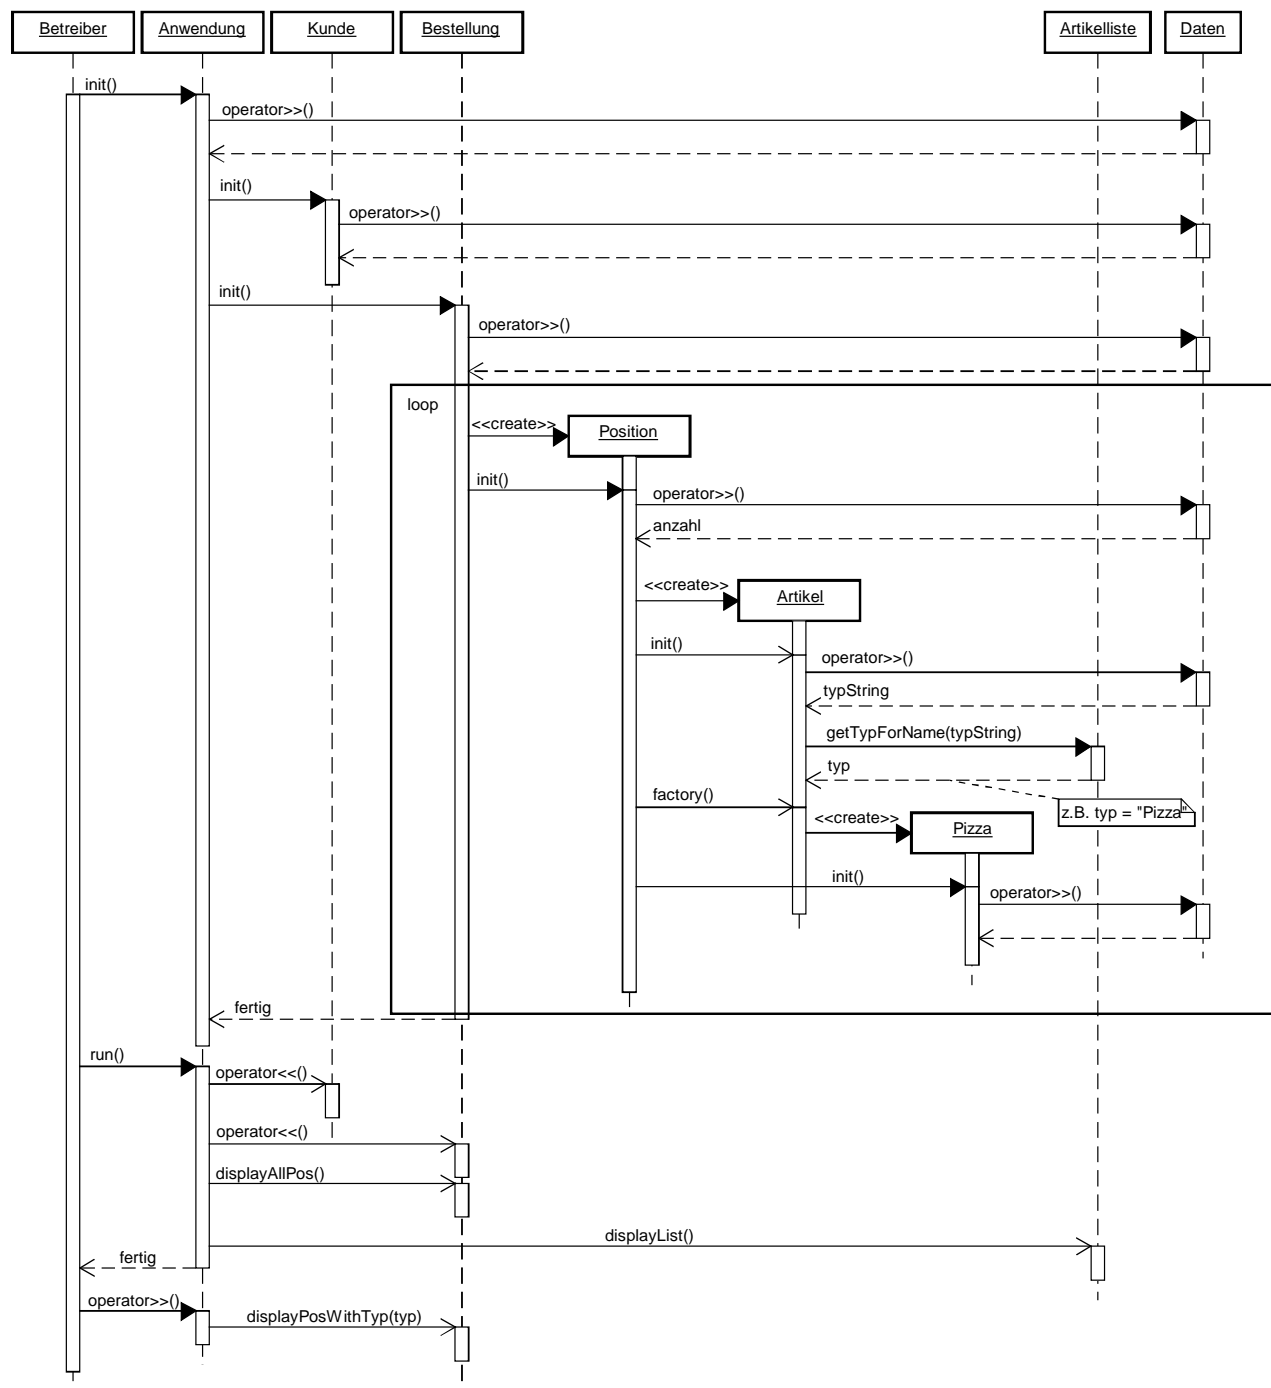 Betreiber
Anwendung
Kunde
Bestellung
Artikelliste
Daten
init()
operator>>()
init()
operator>>()
init()
operator>>()
loop
<<create>>
Position
init()
operator>>()
anzahl
<<create>>
Artikel
init()
operator>>()
typString
getTypForName(typString)
typ
factory()
z.B. typ = "Pizza"
<<create>>
Pizza
init()
operator>>()
fertig
run()
operator<<()
operator<<()
displayAllPos()
displayList()
fertig
operator>>()
displayPosWithTyp(typ)